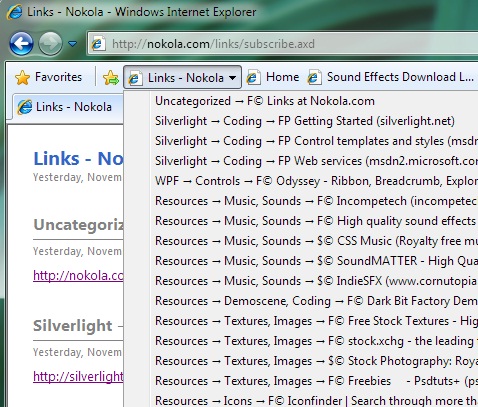 Links - Nokola - Windows Internet Explorer
http://nokola.com/links/subscribe.axd
Favorites Links - Nokola Home Sound Effects Download L...
Links - Nokola
Uncategorized → F© Links at Nokola.com
Silverlight → Coding → FP Getting Started (silverlight.net)
Silverlight → Coding → FP Control templates and styles (msdn
Silverlight → Coding → FP Web services (msdn2.microsoft.co
WPF → Controls → F© Odyssey - Ribbon, Breadcrumb, Explor
Resources → Music, Sounds → F© Incompetech (incompetec
Resources → Music, Sounds → F© High quality sound effects
Resources → Music, Sounds → $© CSS Music (Royalty free mu
Resources → Music, Sounds → $© SoundMATTER - High Qua
Resources → Music, Sounds → $© IndieSFX (www.cornutopia
Resources → Demoscene, Coding → F© Dark Bit Factory Dem
Resources → Textures, Images → F© Free Stock Textures - Hig
Resources → Textures, Images → F© stock.xchg - the leading
Resources → Textures, Images → $© Stock Photography: Roya
Resources → Textures, Images → F© Freebies - Psdtuts+ (ps
Resources → Icons → F© Iconfinder | Search through more tha
Links - No
Yesterday, Novem
Uncategoriz
Yesterday, Novem
http://nokola.co
Silverlight -
Yesterday, Novem
http://silverlight